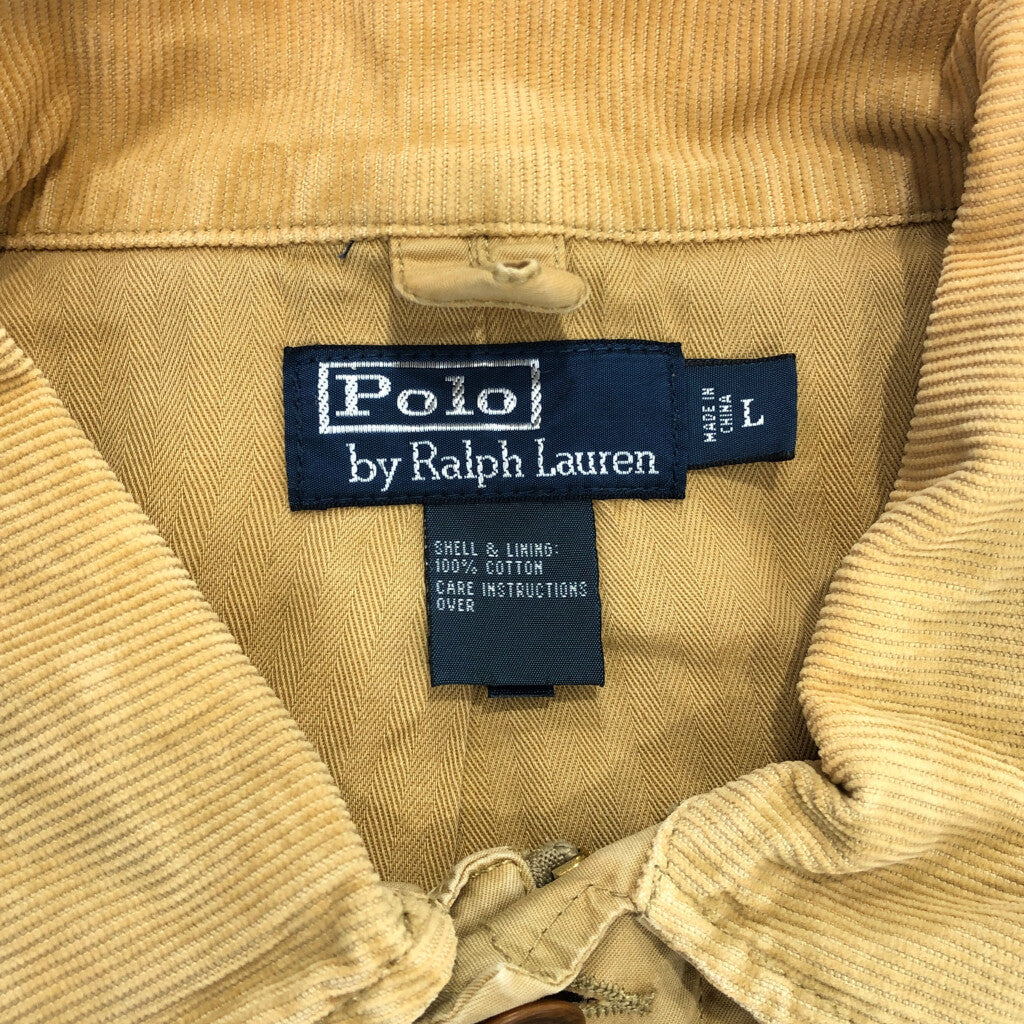 Polo
by Ralph Lauren
MADE IN
CHINA
L
SHELL & LINING:
100% COTTON
CARE INSTRUCTIONS
OVER